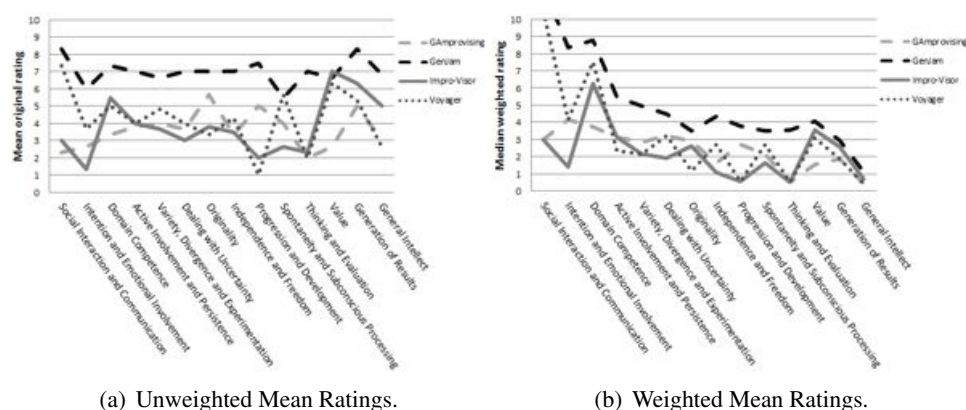 Mean original rating
10
9
8
7
6
5
4
3
2
1
0
GAmprovising
GenJam
Impro-Visor
Voyager
Social Interaction and Communication
Intention and Emotional Involvement
Domain Competence
Active Involvement and Persistence
Variety, Divergence and Experimentation
Dealing with Uncertainty
Originality
Independence and Freedom
Progression and Development
Spontaneity and Subconscious Processing
Thinking and Evaluation
Value
Generation of Results
General Intellect
(a) Unweighted Mean Ratings.
Median weighted rating
10
9
8
7
6
5
4
3
2
1
0
GAmprovising
GenJam
Impro-Visor
Voyager
Social Interaction and Communication
Intention and Emotional Involvement
Domain Competence
Active Involvement and Persistence
Variety, Divergence and Experimentation
Dealing with Uncertainty
Originality
Independence and Freedom
Progression and Development
Spontaneity and Subconscious Processing
Thinking and Evaluation
Value
Generation of Results
General Intellect
(b) Weighted Mean Ratings.